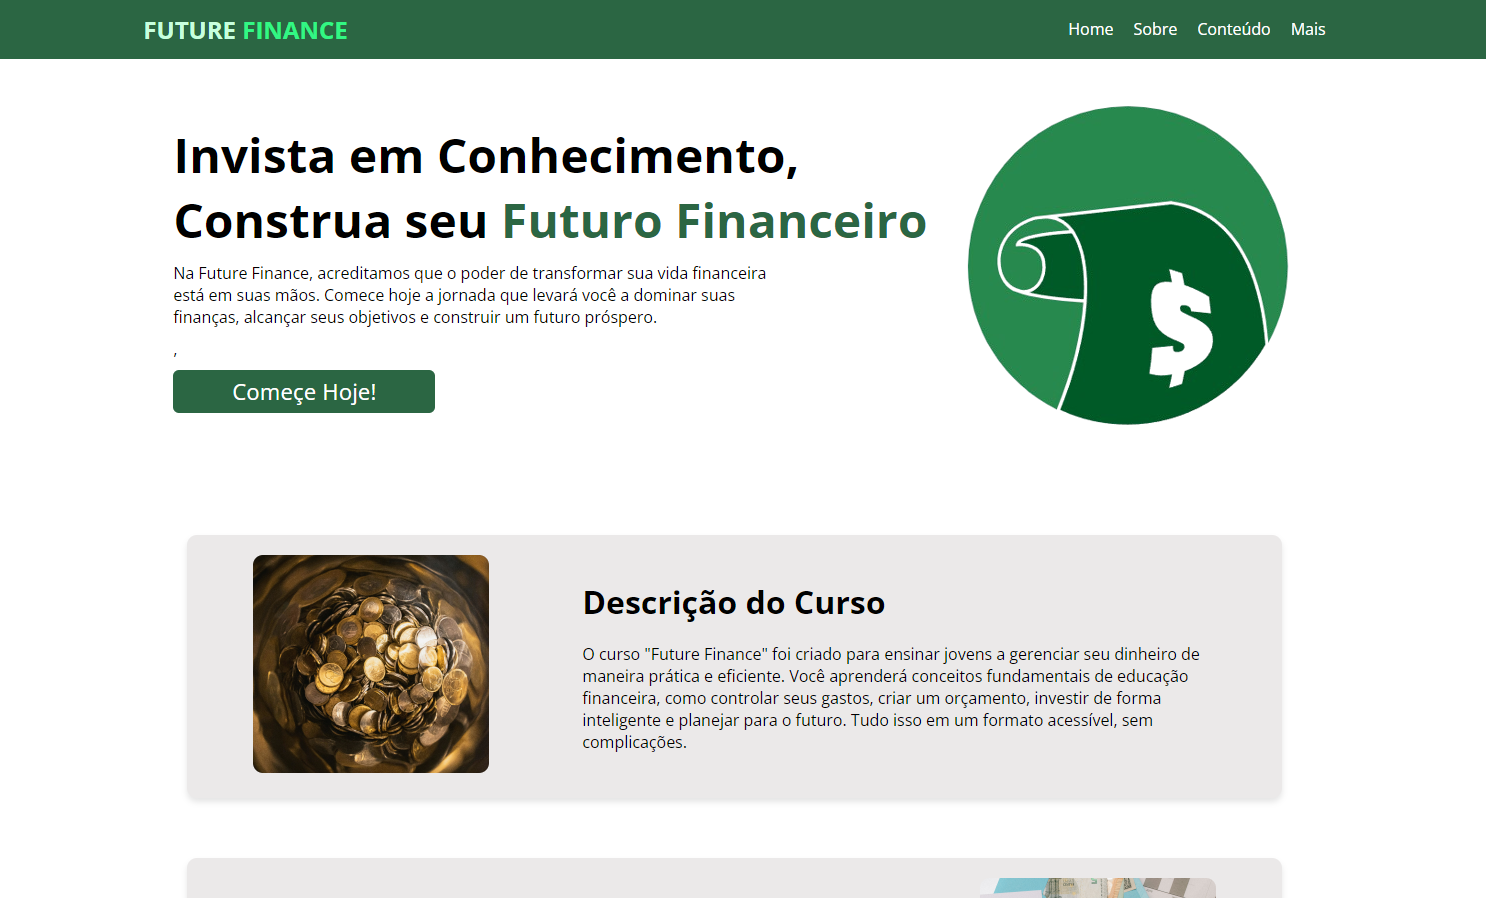 FUTURE FINANCE
Home Sobre Conteúdo Mais
Invista em Conhecimento,
Construa seu Futuro Financeiro
Na Future Finance, acreditamos que o poder de transformar sua vida financeira
está em suas mãos. Comece hoje a jornada que levará você a dominar suas
finanças, alcançar seus objetivos e construir um futuro próspero.
,
Começe Hoje!
$
Descrição do Curso
O curso "Future Finance" foi criado para ensinar jovens a gerenciar seu dinheiro de
maneira prática e eficiente. Você aprenderá conceitos fundamentais de educação
financeira, como controlar seus gastos, criar um orçamento, investir de forma
inteligente e planejar para o futuro. Tudo isso em um formato acessível, sem
complicações.